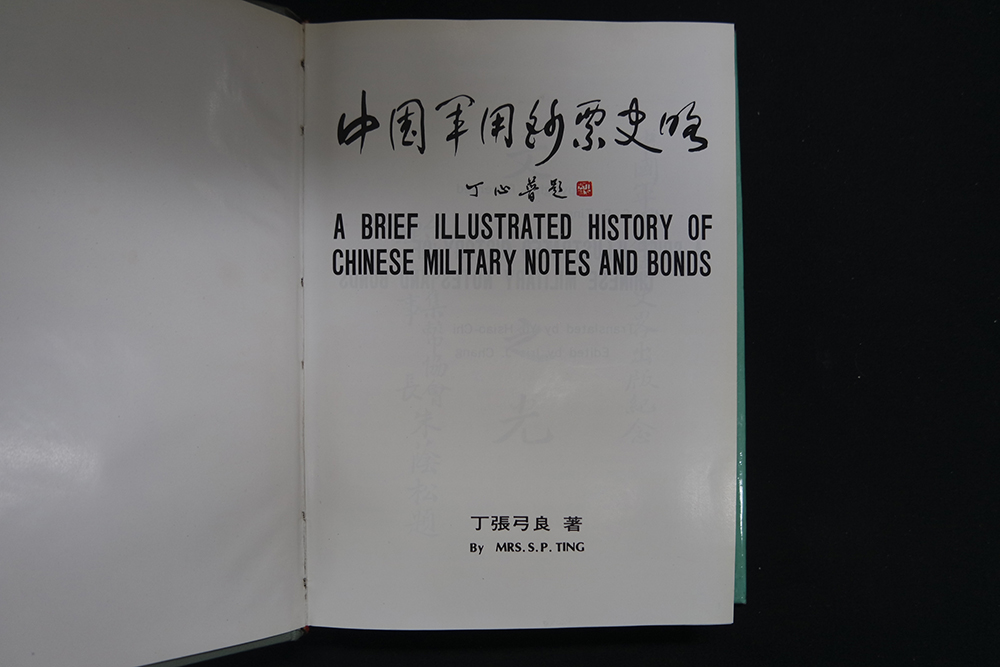 中国军用鈔票史略
丁心普题
A BRIEF ILLUSTRATED HISTORY OF
CHINESE MILITARY NOTES AND BONDS
丁張弓良 著
By MRS. S. P. TING